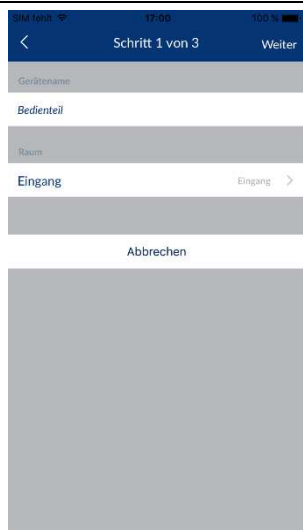 SIM fehlt 17:00 100 %
Schritt 1 von 3 Weiter
Gerätename
Bedienteil
Raum
Eingang Eingang
Abbrechen